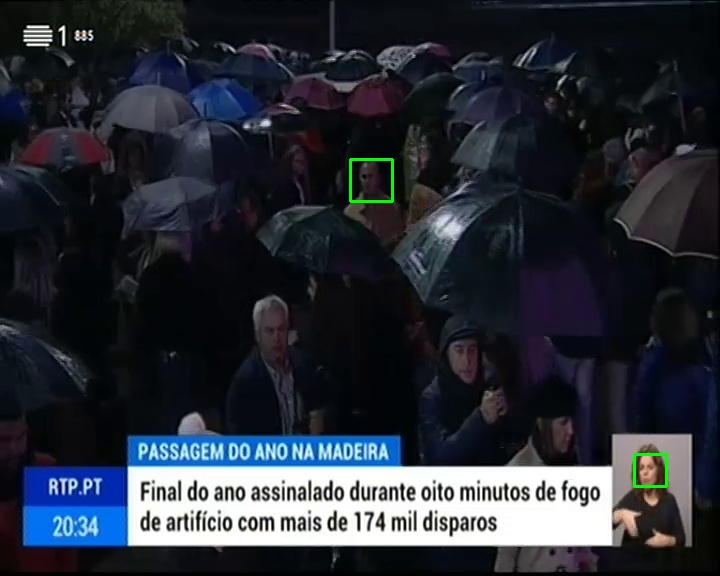 1 885
PASSAGEM DO ANO NA MADEIRA
RTP.PT
Final do ano assinalado durante oito minutos de fogo
20:34
de artifício com mais de 174 mil disparos